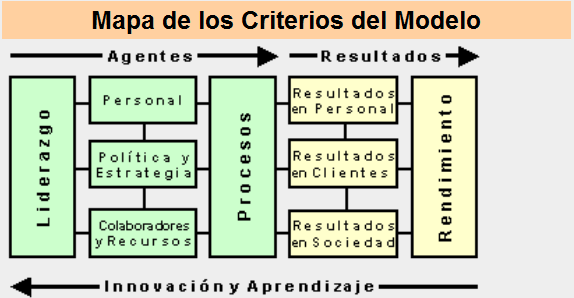 Mapa de los Criterios del Modelo
Agentes
Resultados
Liderazgo
Personal
Política y
Estrategia
Colaboradores
y Recursos
Procesos
Resultados
en Personal
Resultados
en Clientes
Resultados
en Sociedad
Rendimiento
Innovación y Aprendizaje